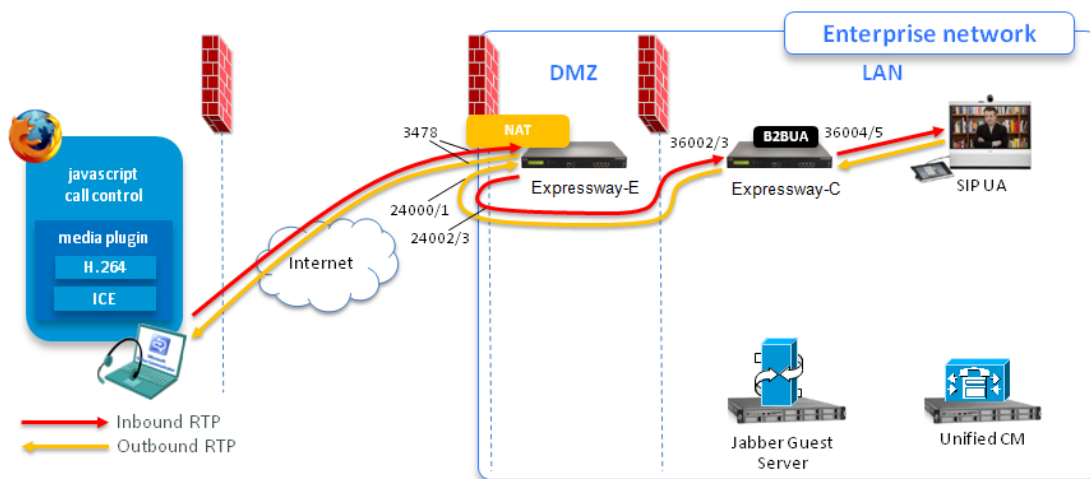 Enterprise network
DMZ
LAN
NAT
3478
B2BUA
36004/5
36002/3
javascript
call control
media plugin
H.264
ICE
Expressway-E
Expressway-C
SIP UA
24000/1
24002/3
Internet
Inbound RTP
Outbound RTP
Jabber Guest
Server
Unified CM